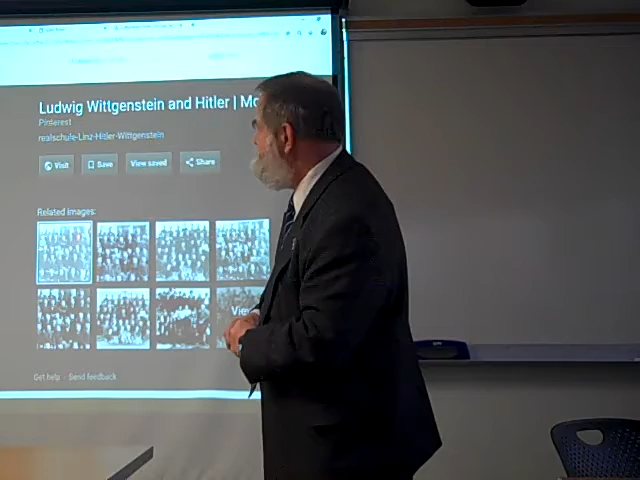 Ludwig Wittgenstein and Hitler | Mo
Pinterest
realschule-Linz-Hitler-Wittgenstein
Visit
Save
View saved
Share
Related images:
Get help - Send feedback